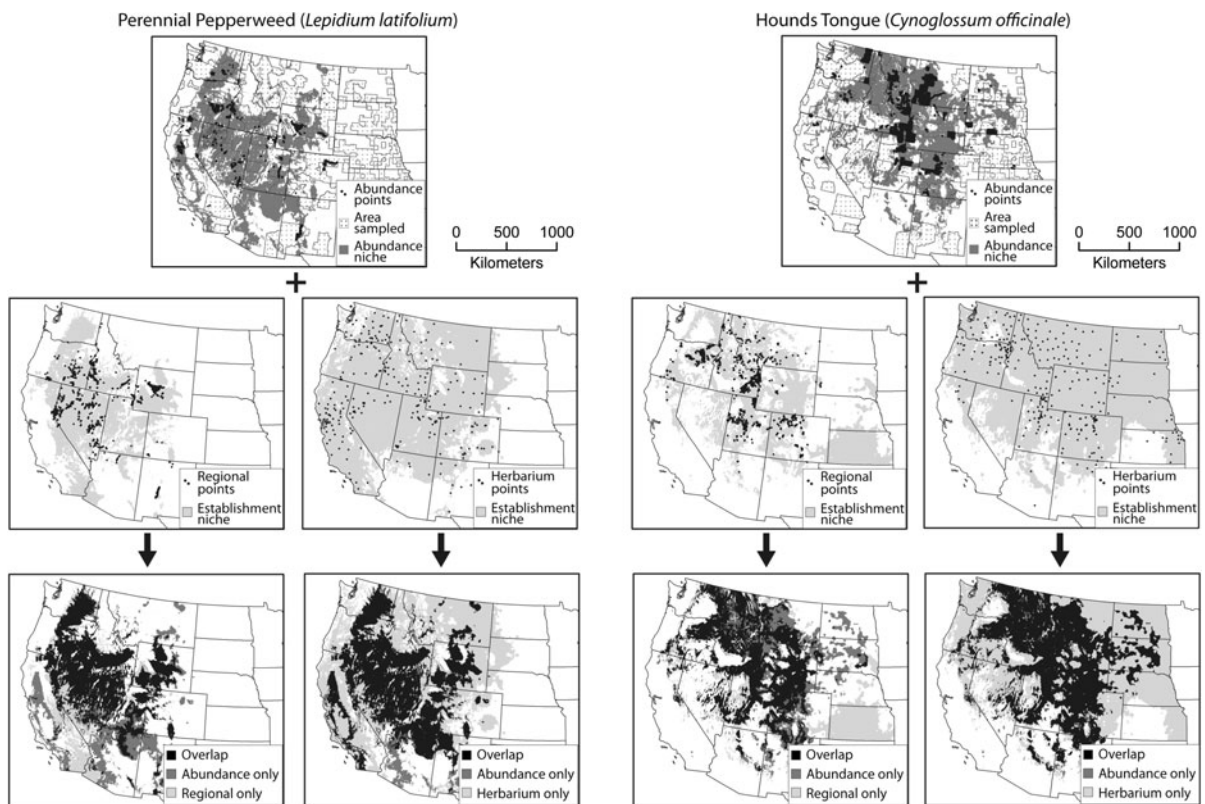 Perennial Pepperweed (Lepidium latifolium)
Abundance
points
Area
sampled
Abundance
niche
0 500 1000
Kilometers
+
Regional
points
Establishment
niche
Herbarium
points
Establishment
niche
Overlap
Abundance only
Regional only
Overlap
Abundance only
Herbarium only
Hounds Tongue (Cynoglossum officinale)
Abundance
points
Area
sampled
Abundance
niche
0 500 1000
Kilometers
+
Regional
points
Establishment
niche
Herbarium
points
Establishment
niche
Overlap
Abundance only
Regional only
Overlap
Abundance only
Herbarium only